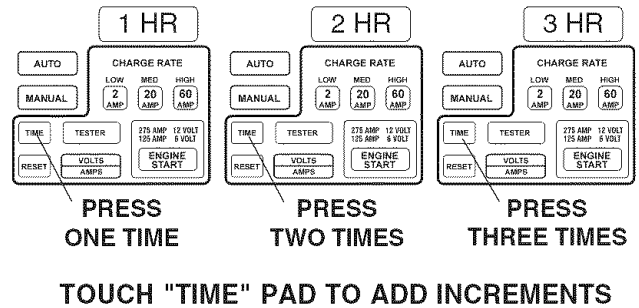 1 HR
AUTO
MANUAL
CHARGE RATE
LOW MED HIGH
2 AMP 20 AMP 60 AMP
TIME TESTER
275 AMP 12 VOLT
125 AMP 6 VOLT
RESET VOLTS AMPS ENGINE START
PRESS
ONE TIME
2 HR
AUTO
MANUAL
CHARGE RATE
LOW MED HIGH
2 AMP 20 AMP 60 AMP
TIME TESTER
275 AMP 12 VOLT
125 AMP 6 VOLT
RESET VOLTS AMPS ENGINE START
PRESS
TWO TIMES
3 HR
AUTO
MANUAL
CHARGE RATE
LOW MED HIGH
2 AMP 20 AMP 60 AMP
TIME TESTER
275 AMP 12 VOLT
125 AMP 6 VOLT
RESET VOLTS AMPS ENGINE START
PRESS
THREE TIMES
TOUCH "TIME" PAD TO ADD INCREMENTS